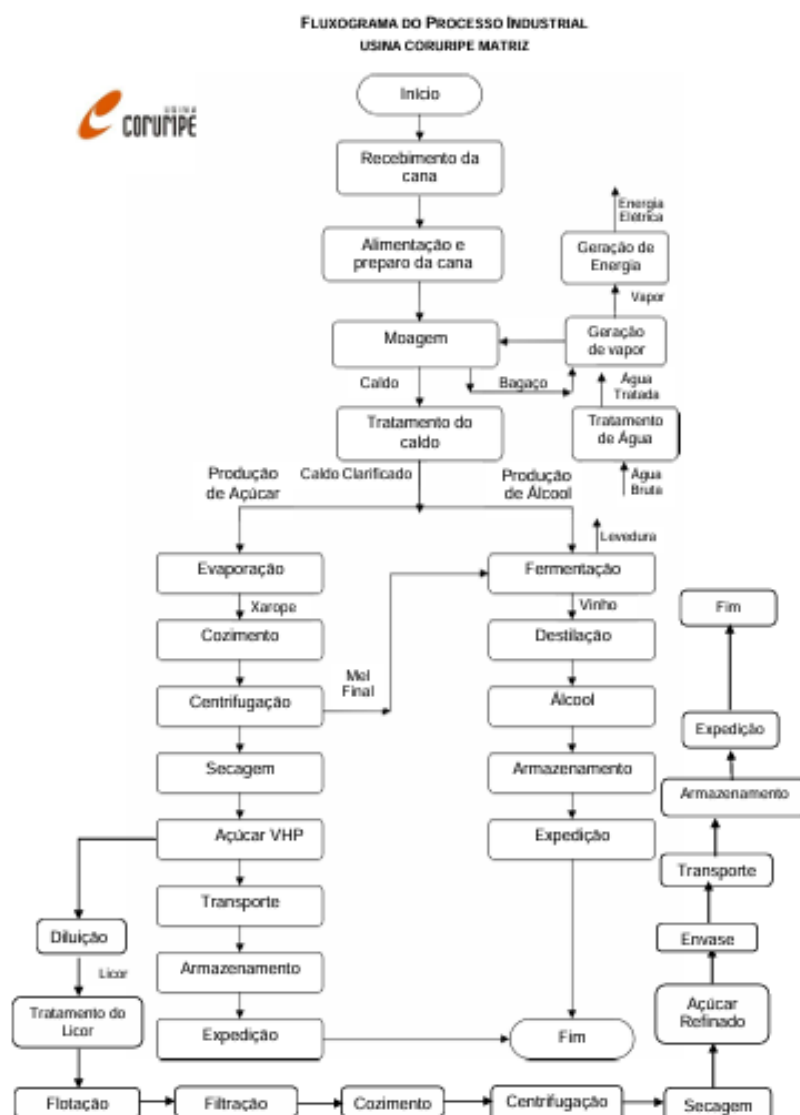 FLUXOGRAMA DO PROCESSO INDUSTRIAL
USINA CORURIPE MATRIZ
USINA
CORURIPE
Início
Recebimento da
cana
Energia
Elétrica
Alimentação e
preparo da cana
Geração de
Energia
Vapor
Moagem
Geração
de vapor
Caldo
Bagaço
Água
Tratada
Tratamento do
caldo
Tratamento
de Água
Produção
de Açúcar
Caldo Clarificado
Produção
de Álcool
Água
Bruta
Levedura
Evaporação
Fermentação
Xarope
Vinho
Fim
Cozimento
Destilação
Mel
Final
Centrifugação
Álcool
Expedição
Secagem
Armazenamento
Armazenamento
Açúcar VHP
Expedição
Transporte
Transporte
Diluição
Envase
Licor
Armazenamento
Tratamento do
Licor
Açúcar
Refinado
Expedição
Fim
Flotação
Filtração
Cozimento
Centrifugação
Secagem